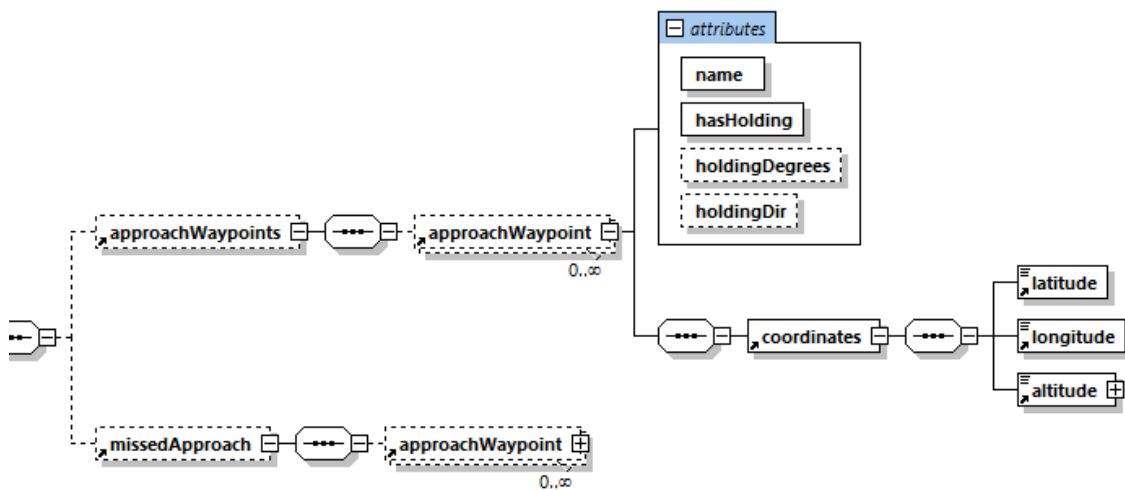 attributes
name
hasHolding
holdingDegrees
holdingDir
approachWaypoints
approachWaypoint
0..∞
latitude
coordinates
longitude
altitude
missedApproach
approachWaypoint
0..∞